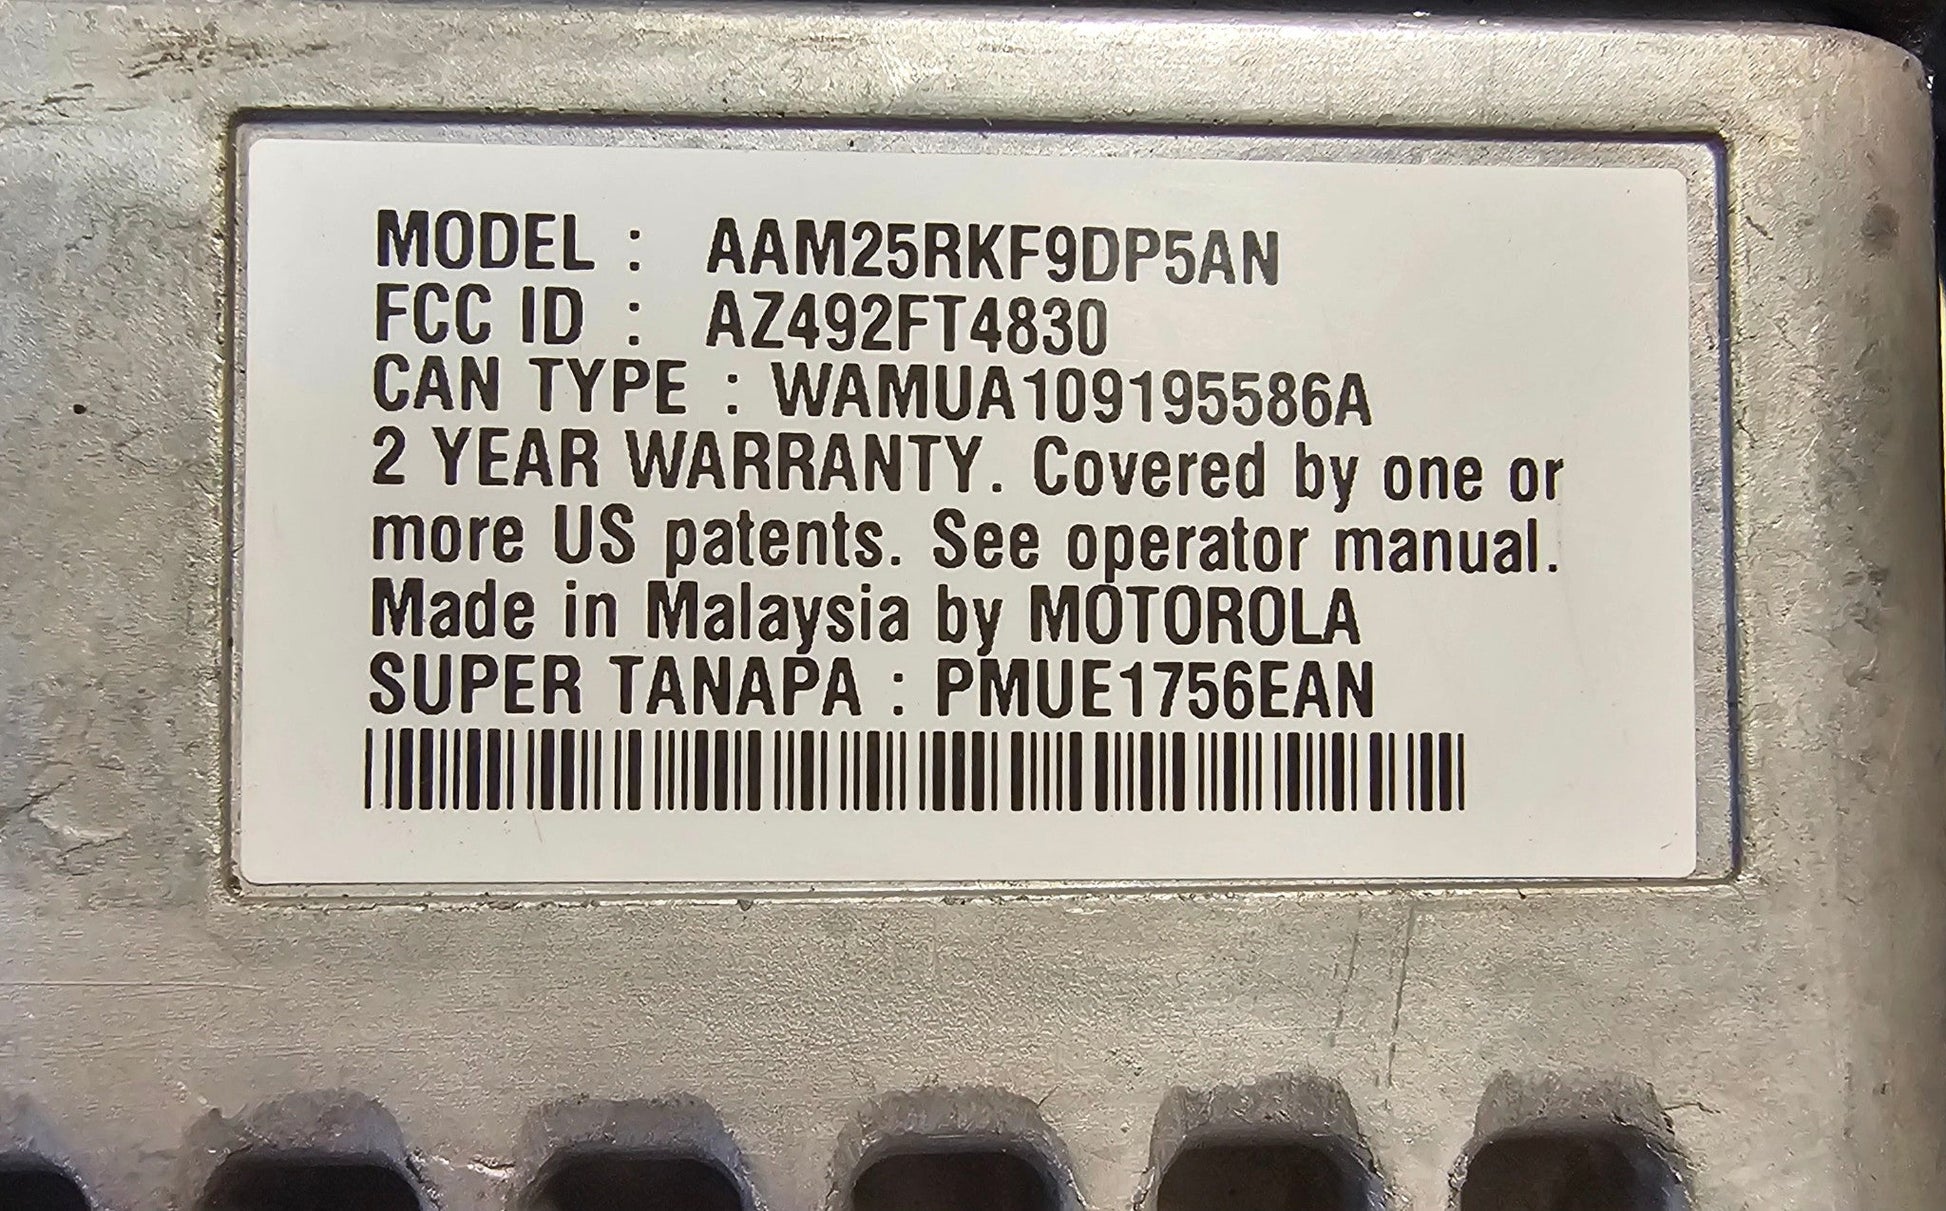 MODEL : AAM25RKF9DP5AN
FCC ID : AZ492FT4830
CAN TYPE : WAMUA109195586A
2 YEAR WARRANTY. Covered by one or
more US patents. See operator manual.
Made in Malaysia by MOTOROLA
SUPER TANAPA : PMUE1756EAN